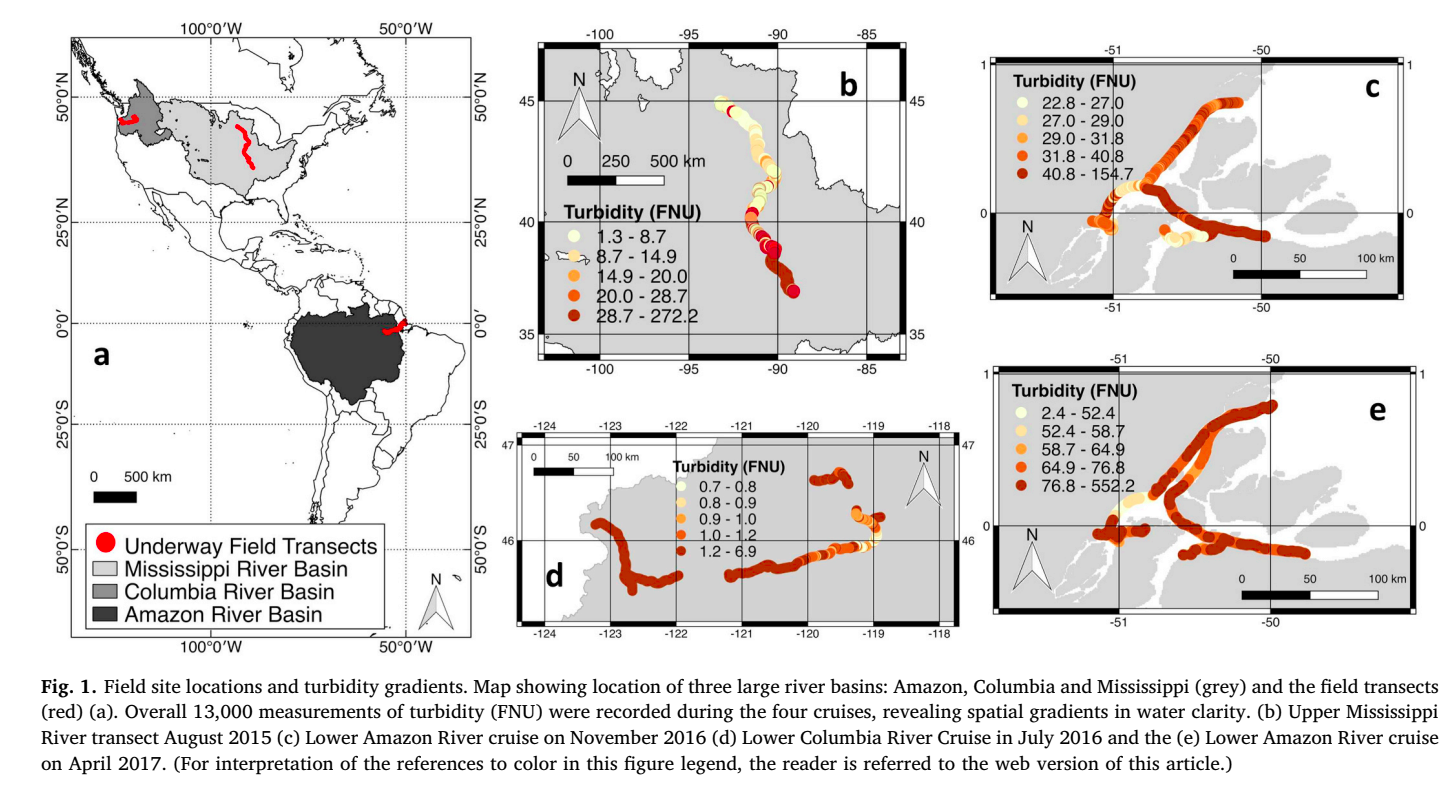 100°0′W 50°0′W
50°0′N 50°0′N
25°0′N 25°0′N
0°0′ 0°0′
a
25°0′S 25°0′S
0 500 km
50°0′S 50°0′S
Underway Field Transects
Mississippi River Basin
Columbia River Basin
Amazon River Basin
N
100°0′W 50°0′W
-100 -95 -90 -85
N
b
45 45
0 250 500 km
Turbidity (FNU)
40 40
1.3 - 8.7
8.7 - 14.9
14.9 - 20.0
20.0 - 28.7
28.7 - 272.2
35 35
-100 -95 -90 -85
-51 -50
1 1
Turbidity (FNU)
c
22.8 - 27.0
27.0 - 29.0
29.0 - 31.8
31.8 - 40.8
40.8 - 154.7
0 0
N
0 50 100 km
-51 -50
-124 -123 -122 -121 -120 -119 -118
47 47
0 50 100 km
N
Turbidity (FNU)
0.7 - 0.8
0.8 - 0.9
0.9 - 1.0
1.0 - 1.2
1.2 - 6.9
46 46
d
-124 -123 -122 -121 -120 -119 -118
-51 -50
1 1
Turbidity (FNU)
e
2.4 - 52.4
52.4 - 58.7
58.7 - 64.9
64.9 - 76.8
76.8 - 552.2
0 0
N
0 50 100 km
-51 -50
Fig. 1. Field site locations and turbidity gradients. Map showing location of three large river basins: Amazon, Columbia and Mississippi (grey) and the field transects
(red) (a). Overall 13,000 measurements of turbidity (FNU) were recorded during the four cruises, revealing spatial gradients in water clarity. (b) Upper Mississippi
River transect August 2015 (c) Lower Amazon River cruise on November 2016 (d) Lower Columbia River Cruise in July 2016 and the (e) Lower Amazon River cruise
on April 2017. (For interpretation of the references to color in this figure legend, the reader is referred to the web version of this article.)